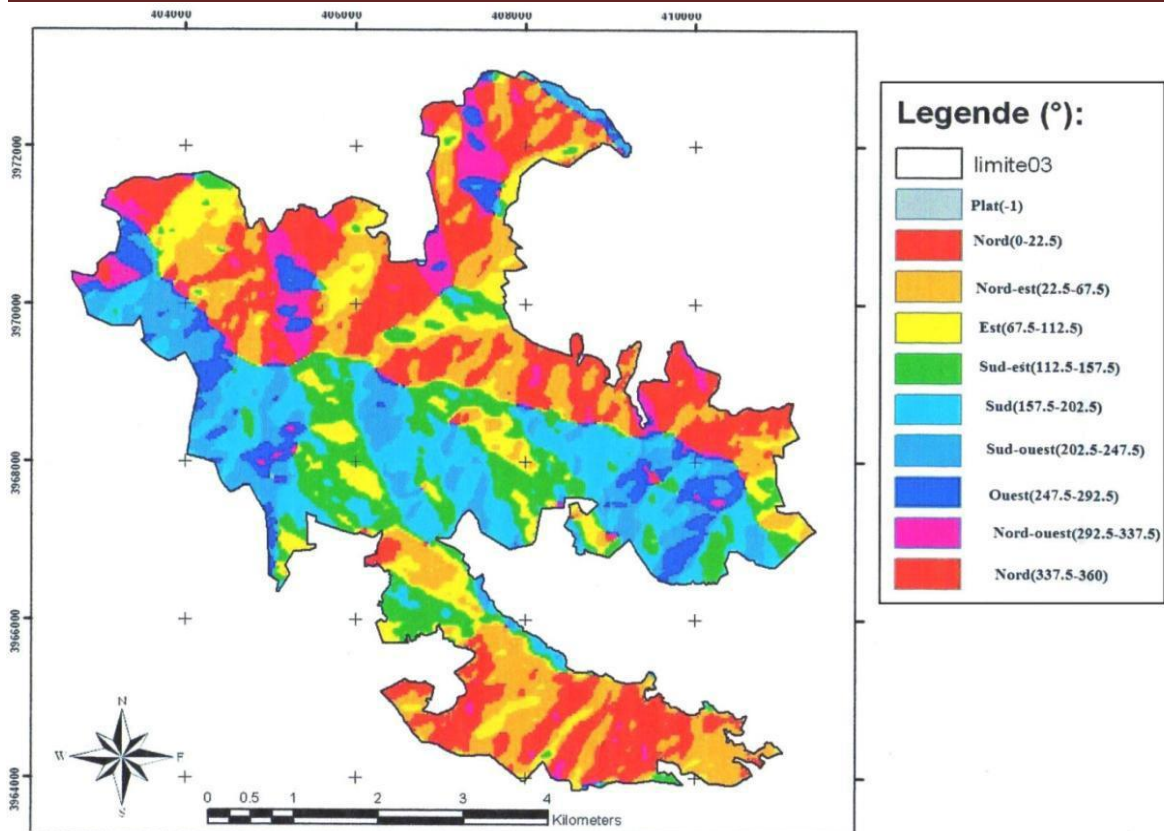 404000 406000 408000 410000
3972000
3970000
3968000
3966000
3964000
Legende (°):
limite03
Plat(-1)
Nord(0-22.5)
Nord-est(22.5-67.5)
Est(67.5-112.5)
Sud-est(112.5-157.5)
Sud(157.5-202.5)
Sud-ouest(202.5-247.5)
Ouest(247.5-292.5)
Nord-ouest(292.5-337.5)
Nord(337.5-360)
N
W
S
0 0.5 1 2 3 4
Kilometers